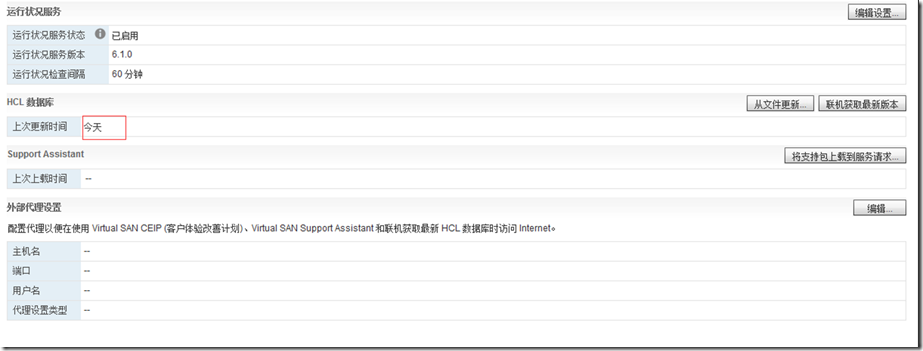 运行状况服务 编辑设置...
运行状况服务状态 已启用
运行状况服务版本 6.1.0
运行状况检查间隔 60 分钟
HCL 数据库 从文件更新... 联机获取最新版本
上次更新时间 今天
Support Assistant 将支持包上载到服务请求...
上次上载时间 --
外部代理设置 编辑...
配置代理以便在使用 Virtual SAN CEIP (客户体验改善计划)、Virtual SAN Support Assistant 和联机获取最新 HCL 数据库时访问 Internet。
主机名 --
端口 --
用户名 --
代理设置类型 --